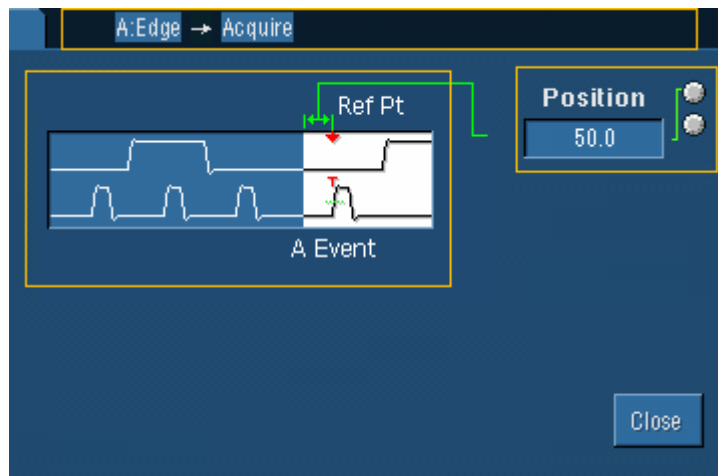 A:Edge → Acquire
Ref Pt
Position
50.0
T
A Event
Close